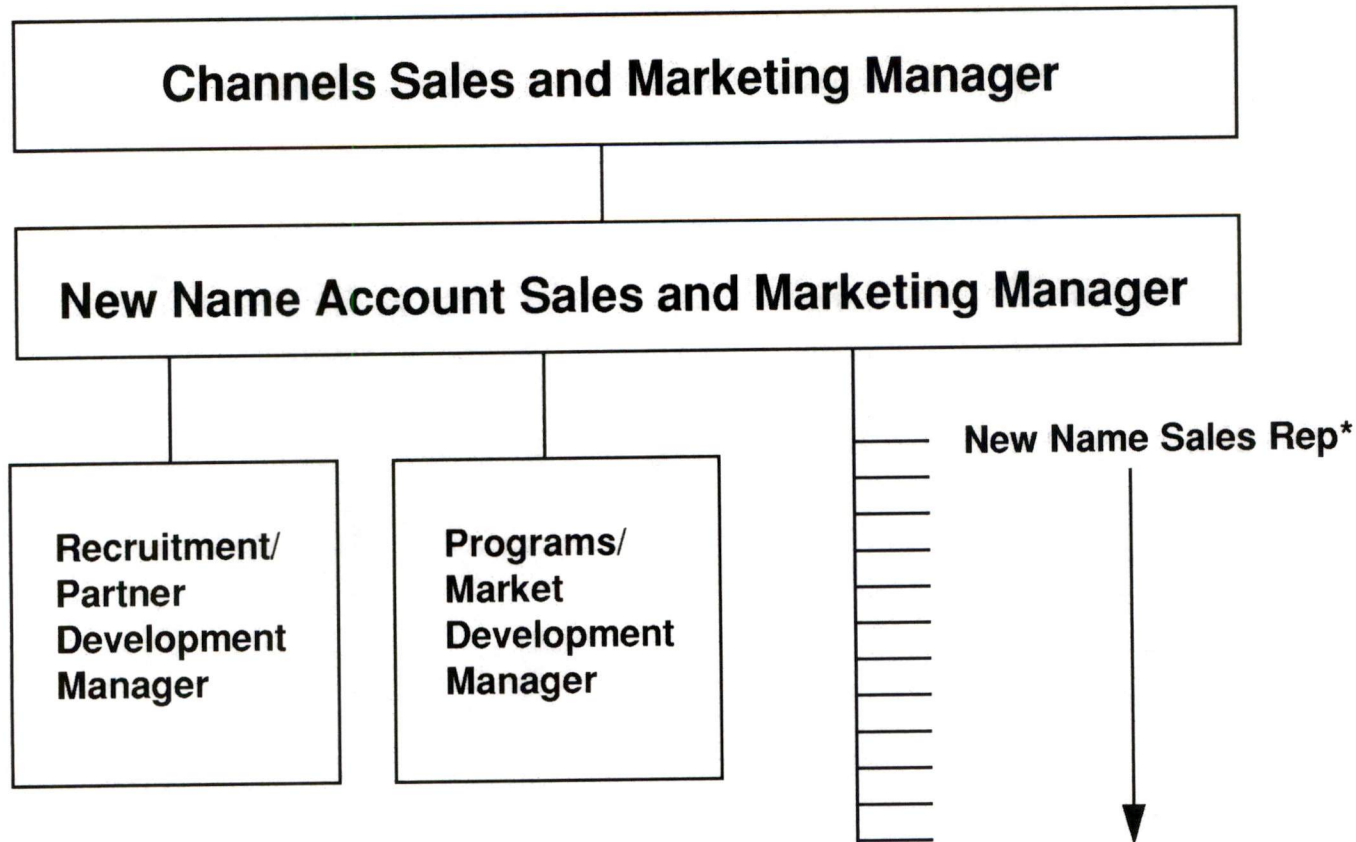 Channels Sales and Marketing Manager
New Name Account Sales and Marketing Manager
New Name Sales Rep*
Recruitment/
Partner
Development
Manager
Programs/
Market
Development
Manager